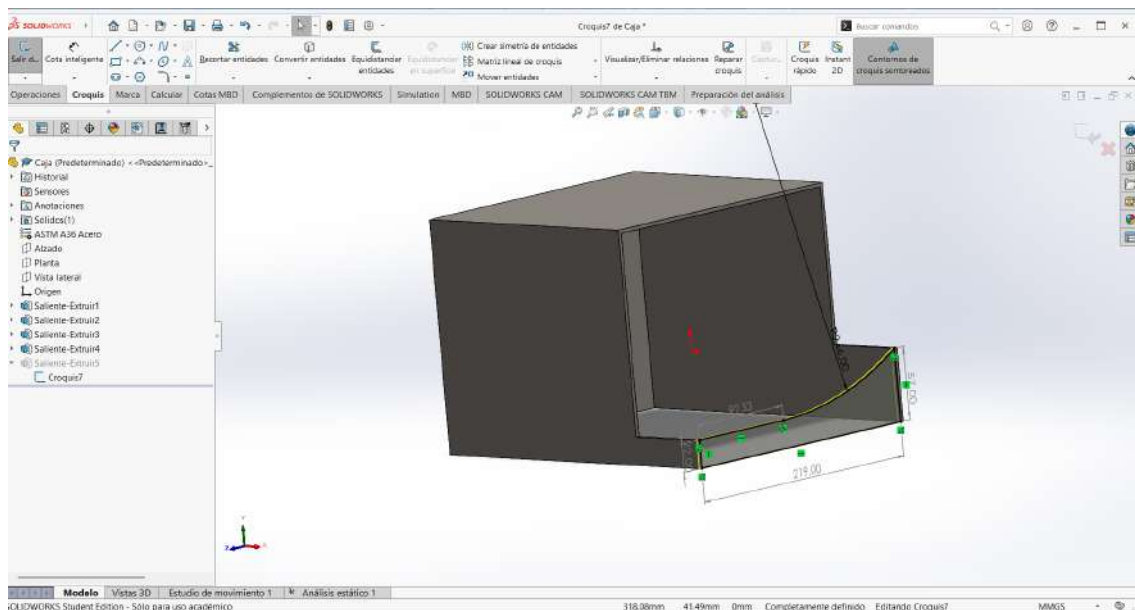 SOLIDWORKS
Croquis7 de Caja *
Buscar comandos
Salir d...
Cota inteligente
Recortar entidades
Convertir entidades
Equidistanciar entidades
Crear simetría de entidades
Matriz lineal de croquis
Mover entidades
Visualizar/Eliminar relaciones
Reparar croquis
Croquis rápido
Instant 2D
Contornos de croquis sombreados
Operaciones
Croquis
Marca
Calcular
Cotas MBD
Complementos de SOLIDWORKS
Simulation
MBD
SOLIDWORKS CAM
SOLIDWORKS CAM TBM
Preparación del análisis
Caja (Predeterminado) <<Predeterminado>_
Historial
Sensores
Anotaciones
Sólidos(1)
ASTM A36 Acero
Alzado
Planta
Vista lateral
Origen
Saliente-Extruir1
Saliente-Extruir2
Saliente-Extruir3
Saliente-Extruir4
Saliente-Extruir5
Croquis7
219.00
Modelo
Vistas 3D
Estudio de movimiento 1
Análisis estático 1
SOLIDWORKS Student Edition - Sólo para uso académico
318.08mm
41.49mm
0mm
Completamente definido
Editando Croquis7
MMGS